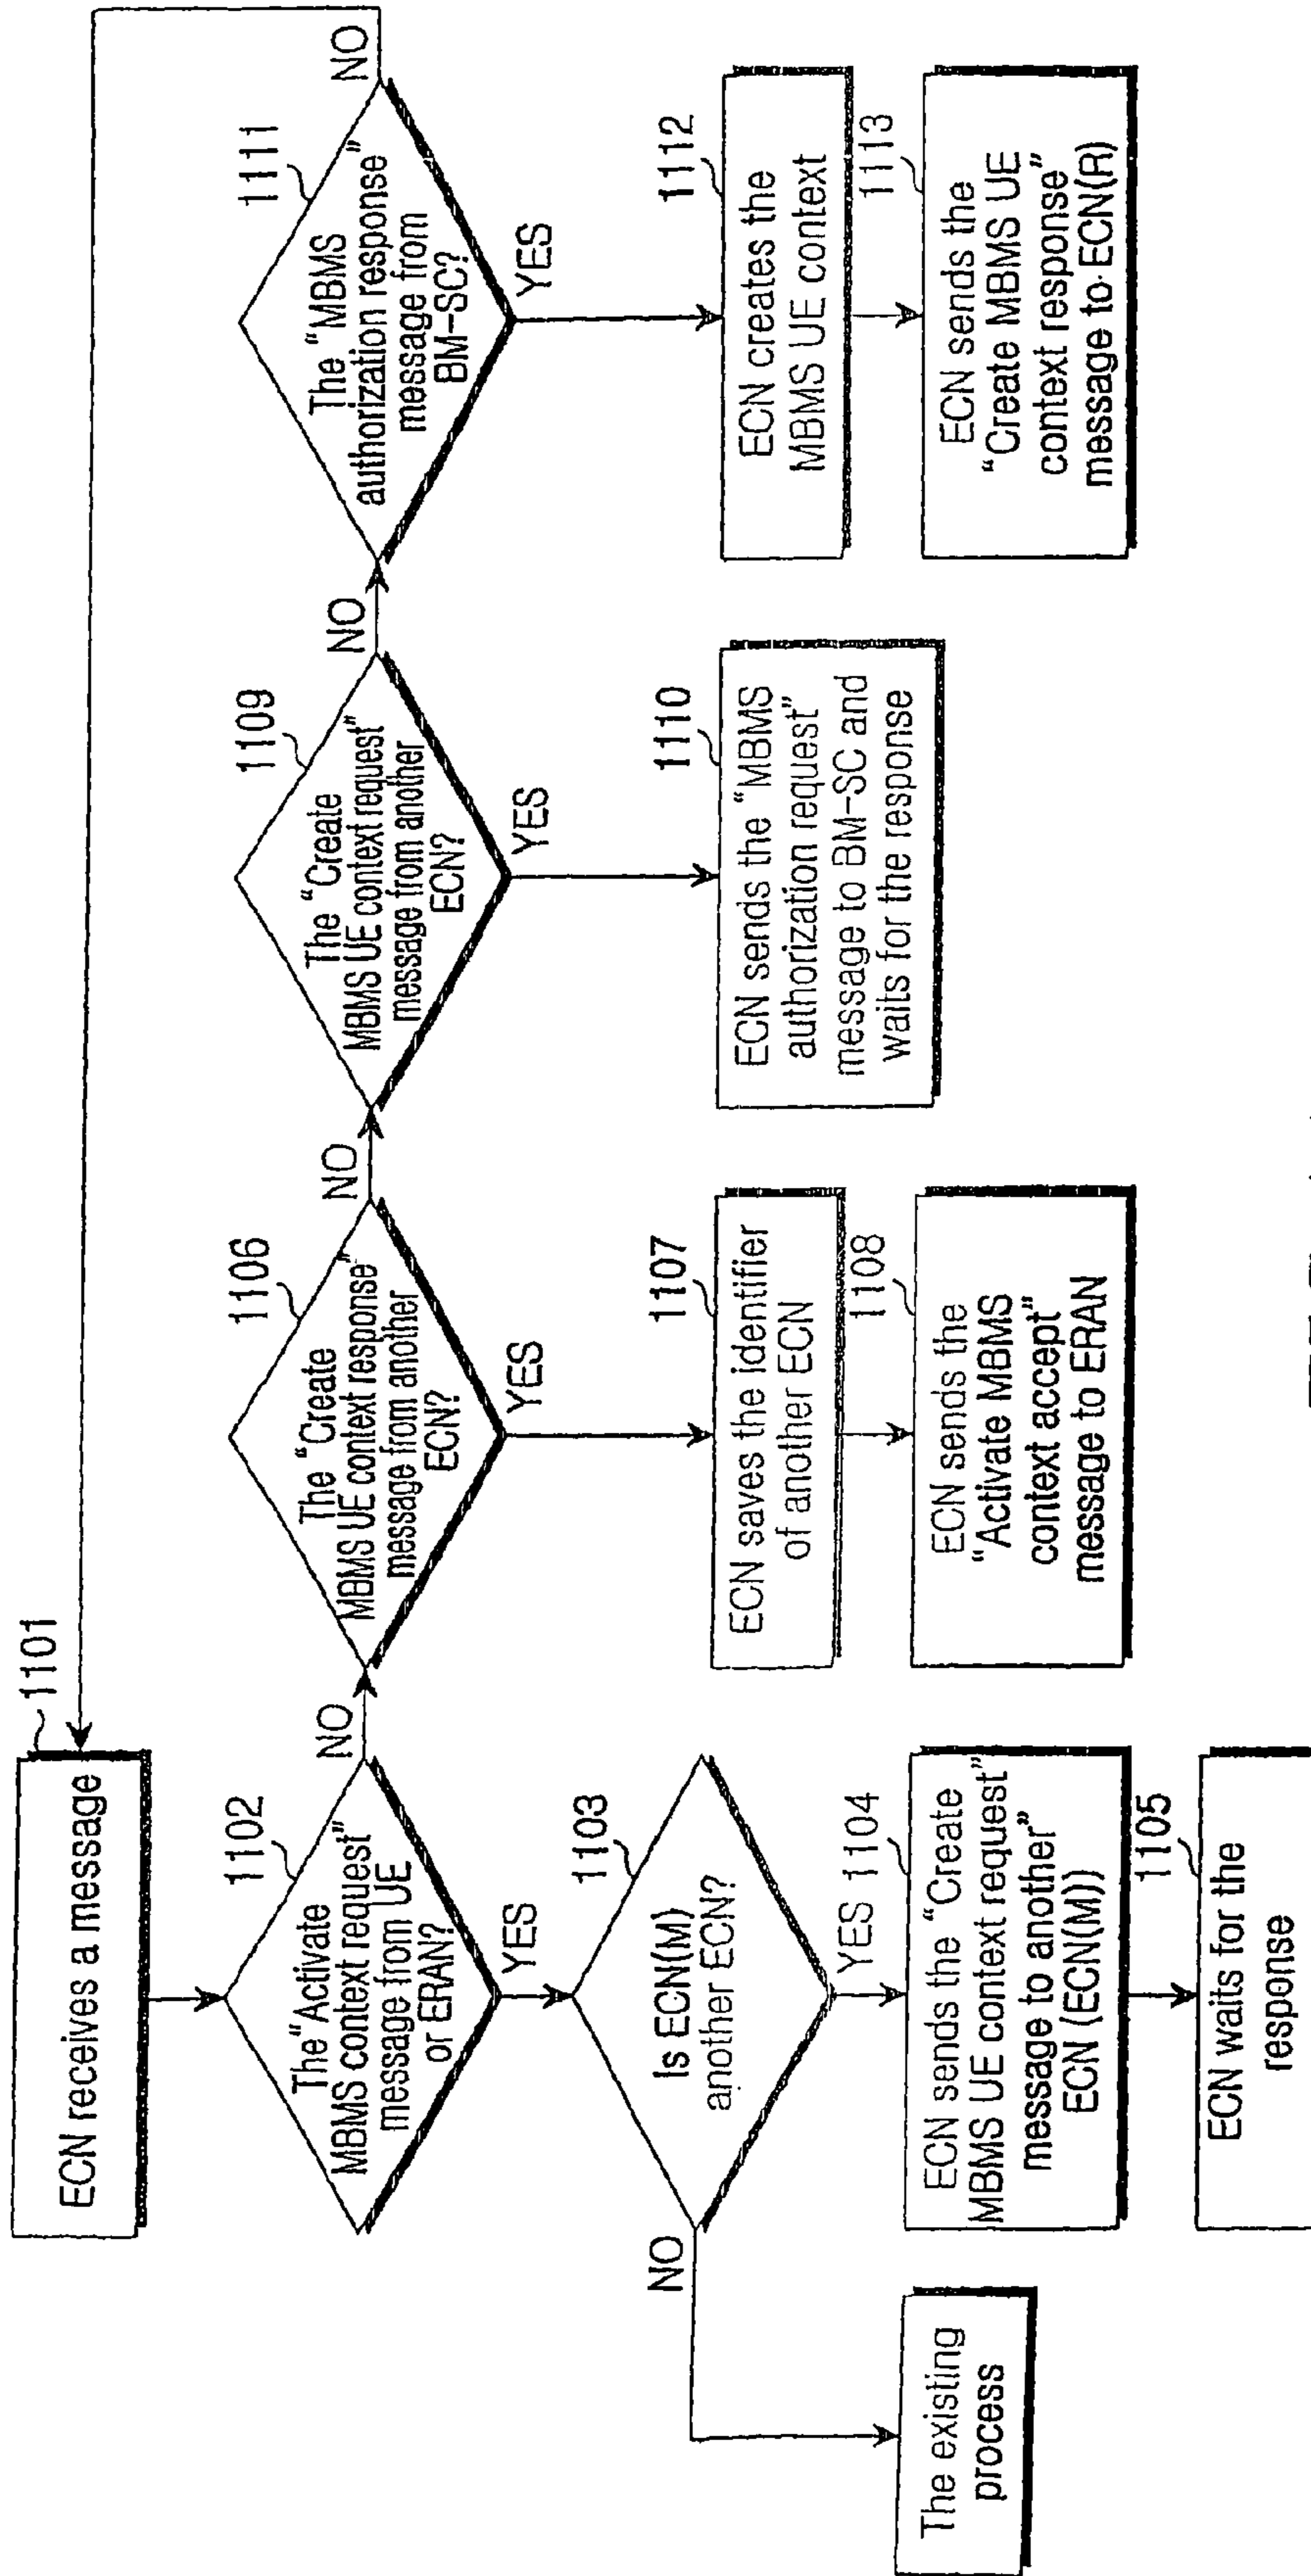 1101
ECN receives a message
1102
The "Activate
MBMS context request"
message from UE
or ERAN?
NO
YES
1103
Is ECN(M)
another ECN?
NO
YES
The existing
process
1104
ECN sends the "Create
MBMS UE context request"
message to another"
ECN (ECN(M))
1105
ECN waits for the
response
1106
The "Create
MBMS UE context response"
message from another
ECN?
NO
YES
1107
ECN saves the identifier
of another ECN
1108
ECN sends the
"Activate MBMS
context accept"
message to ERAN
1109
The "Create
MBMS UE context request"
message from another
ECN?
NO
YES
1110
ECN sends the "MBMS
authorization request"
message to BM-SC and
waits for the response
1111
The "MBMS
authorization response"
message from
BM-SC?
NO
YES
1112
ECN creates the
MBMS UE context
1113
ECN sends the
"Create MBMS UE
context response"
message to ECN(R)